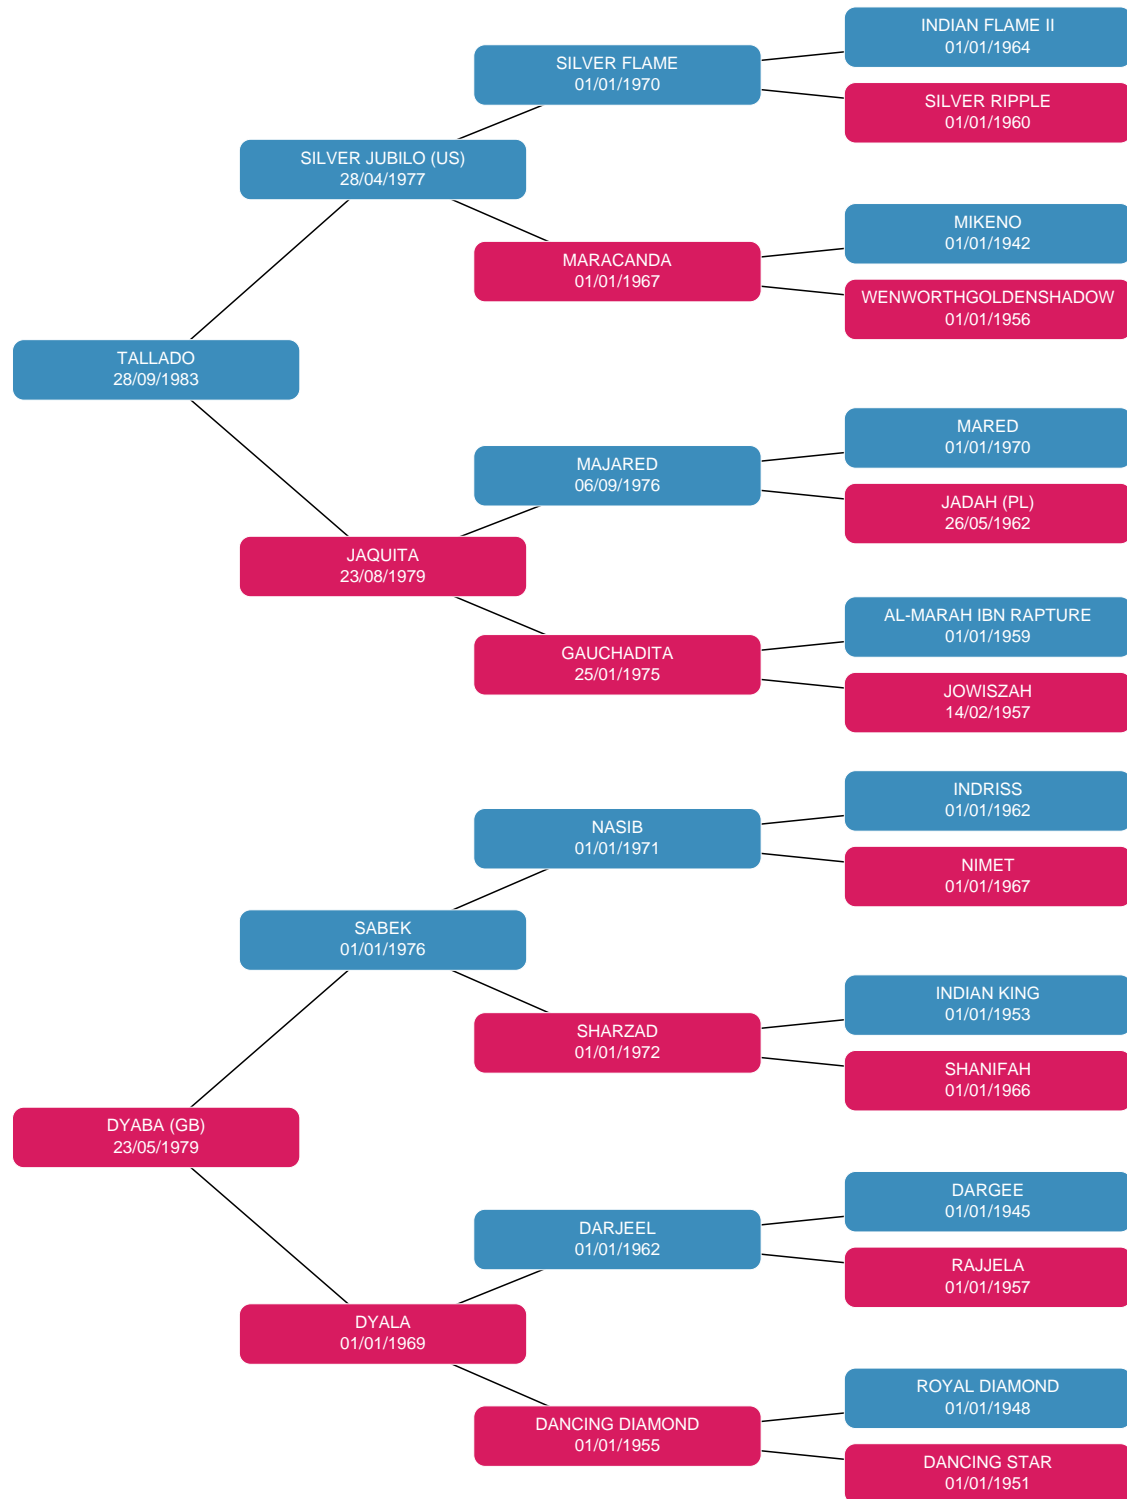 INDIAN FLAME II
01/01/1964
SILVER FLAME
01/01/1970
SILVER RIPPLE
01/01/1960
SILVER JUBILO (US)
28/04/1977
MIKENO
01/01/1942
MARACANDA
01/01/1967
WENWORTHGOLDENSHADOW
01/01/1956
TALLADO
28/09/1983
MARED
01/01/1970
MAJARED
06/09/1976
JADAH (PL)
26/05/1962
JAQUITA
23/08/1979
AL-MARAH IBN RAPTURE
01/01/1959
GAUCHADITA
25/01/1975
JOWISZAH
14/02/1957
INDRISS
01/01/1962
NASIB
01/01/1971
NIMET
01/01/1967
SABEK
01/01/1976
INDIAN KING
01/01/1953
SHARZAD
01/01/1972
SHANIFAH
01/01/1966
DYABA (GB)
23/05/1979
DARGEE
01/01/1945
DARJEEL
01/01/1962
RAJJELA
01/01/1957
DYALA
01/01/1969
ROYAL DIAMOND
01/01/1948
DANCING DIAMOND
01/01/1955
DANCING STAR
01/01/1951